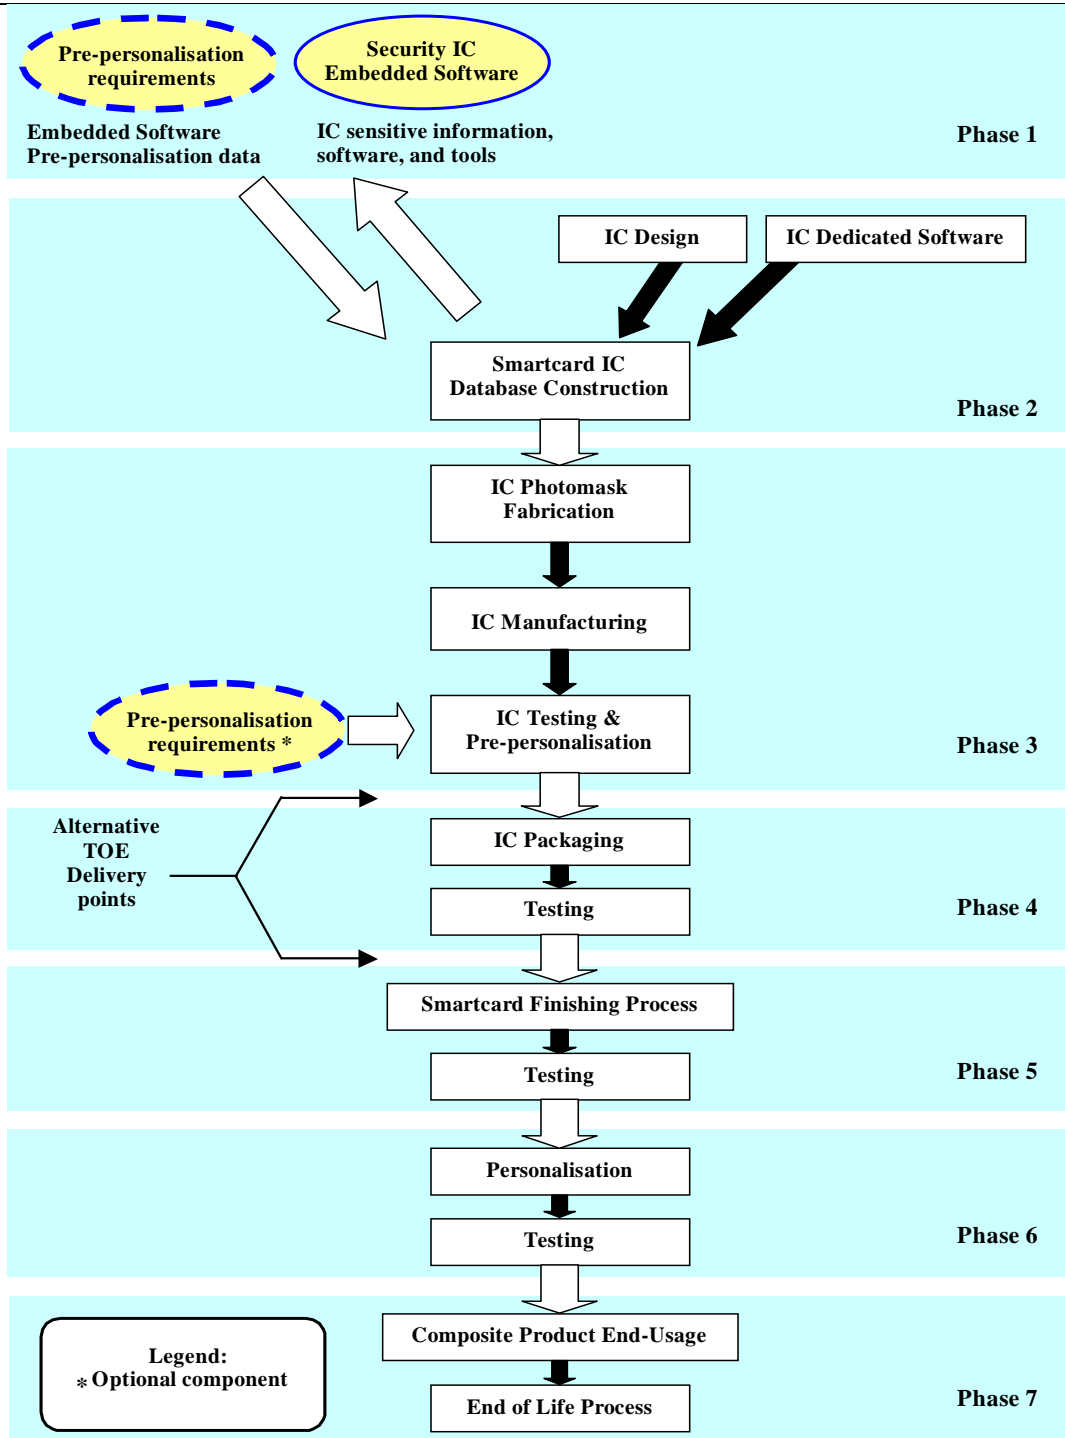 Pre-personalisation
requirements
Security IC
Embedded Software
Embedded Software
Pre-personalisation data
IC sensitive information,
software, and tools
Phase 1
IC Design
IC Dedicated Software
Smartcard IC
Database Construction
Phase 2
IC Photomask
Fabrication
IC Manufacturing
Pre-personalisation
requirements *
IC Testing &
Pre-personalisation
Phase 3
Alternative
TOE
Delivery
points
IC Packaging
Testing
Phase 4
Smartcard Finishing Process
Testing
Phase 5
Personalisation
Testing
Phase 6
Composite Product End-Usage
Legend:
* Optional component
End of Life Process
Phase 7